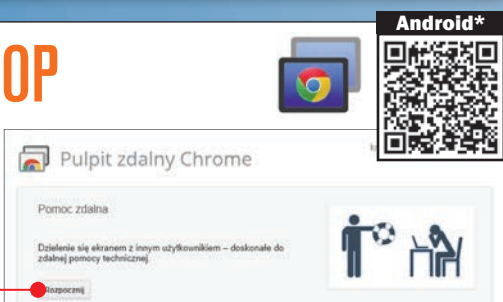 Android*
OP
Pulpit zdalny Chrome
Pomoc zdalna
Dzielenie się ekranem z innym użytkownikiem – doskonałe do
zdalnej pomocy technicznej.
Rozpocznij